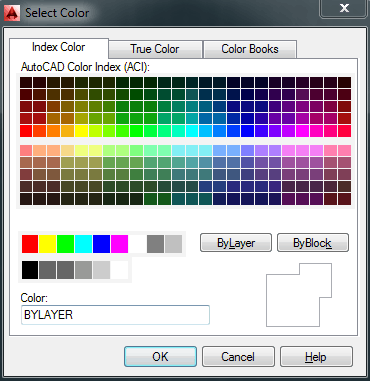 Select Color
Index Color True Color Color Books
AutoCAD Color Index (ACI):
ByLayer ByBlock
Color:
BYLAYER
OK Cancel Help